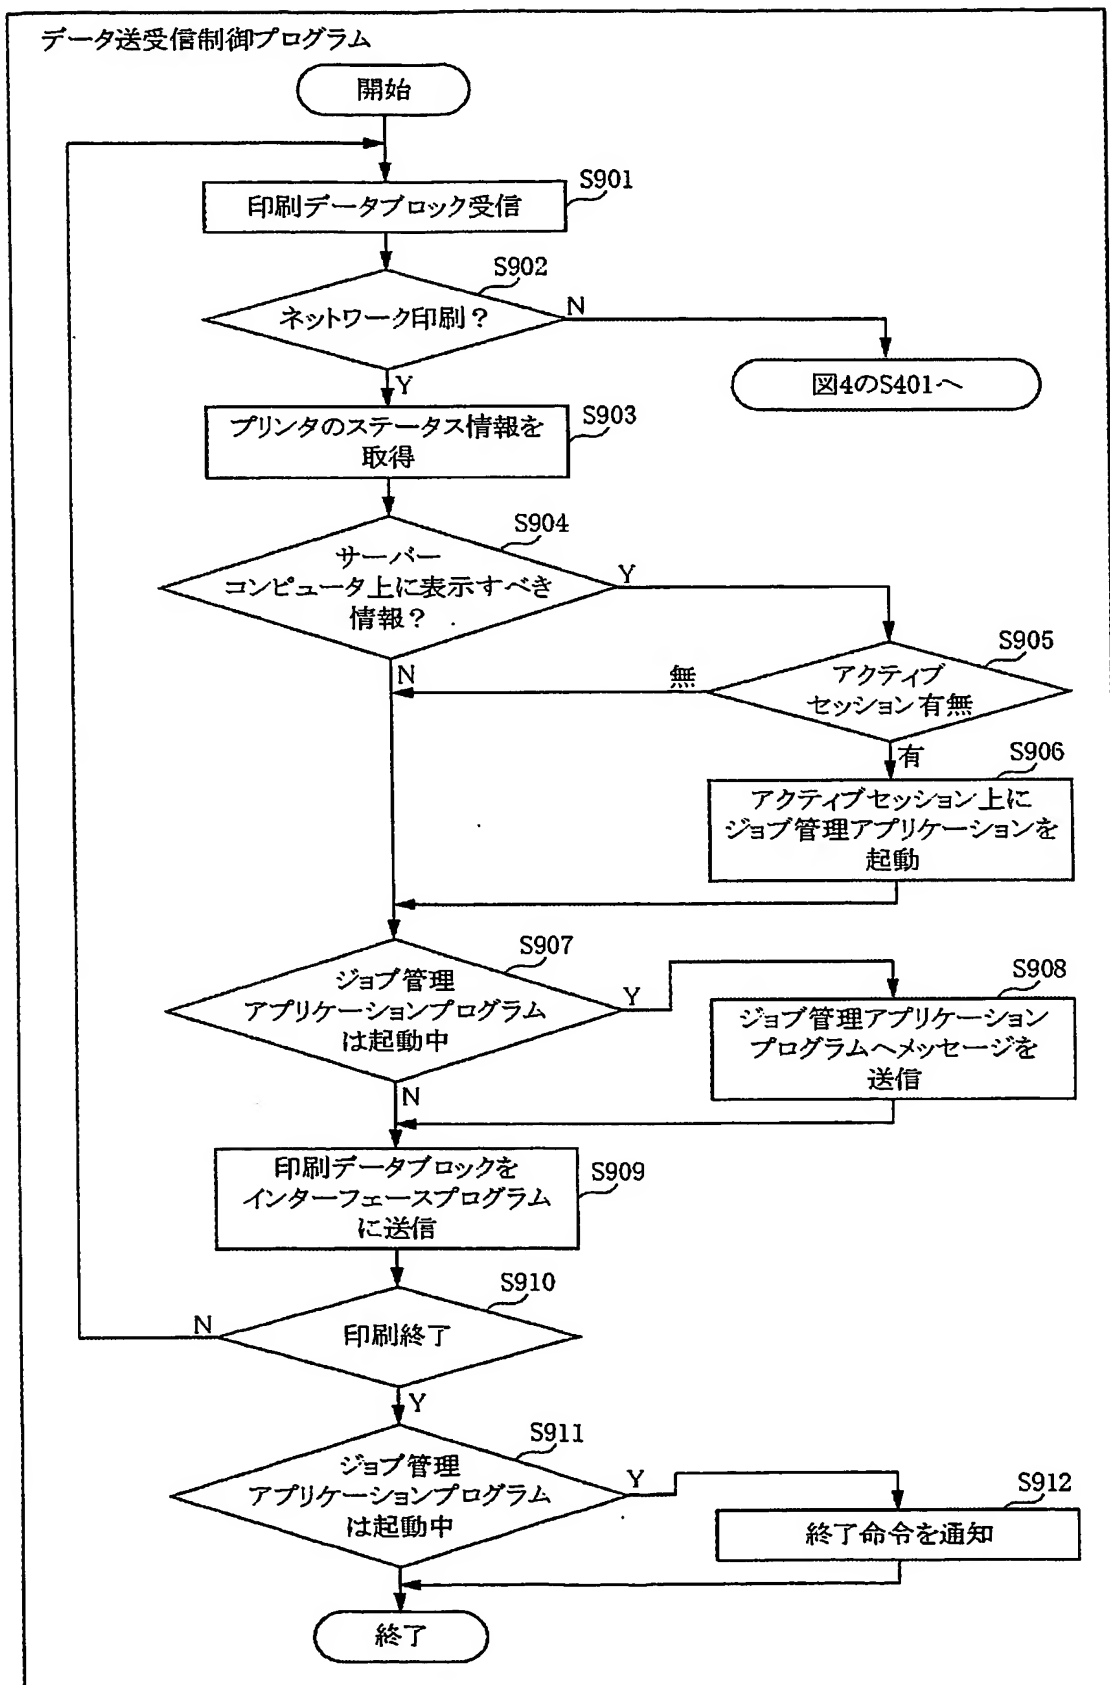 データ送受信制御プログラム
開始
S901
印刷データブロック受信
S902
ネットワーク印刷?
N
Y
図4のS401へ
S903
プリンタのステータス情報を
取得
S904
サーバー
コンピュータ上に表示すべき
情報?
Y
N
S905
アクティブ
セッション有無
無
有
S906
アクティブセッション上に
ジョブ管理アプリケーションを
起動
S907
ジョブ管理
アプリケーションプログラム
は起動中
Y
N
S908
ジョブ管理アプリケーション
プログラムへメッセージを
送信
S909
印刷データブロックを
インターフェースプログラム
に送信
S910
印刷終了
N
Y
S911
ジョブ管理
アプリケーションプログラム
は起動中
Y
S912
終了命令を通知
終了